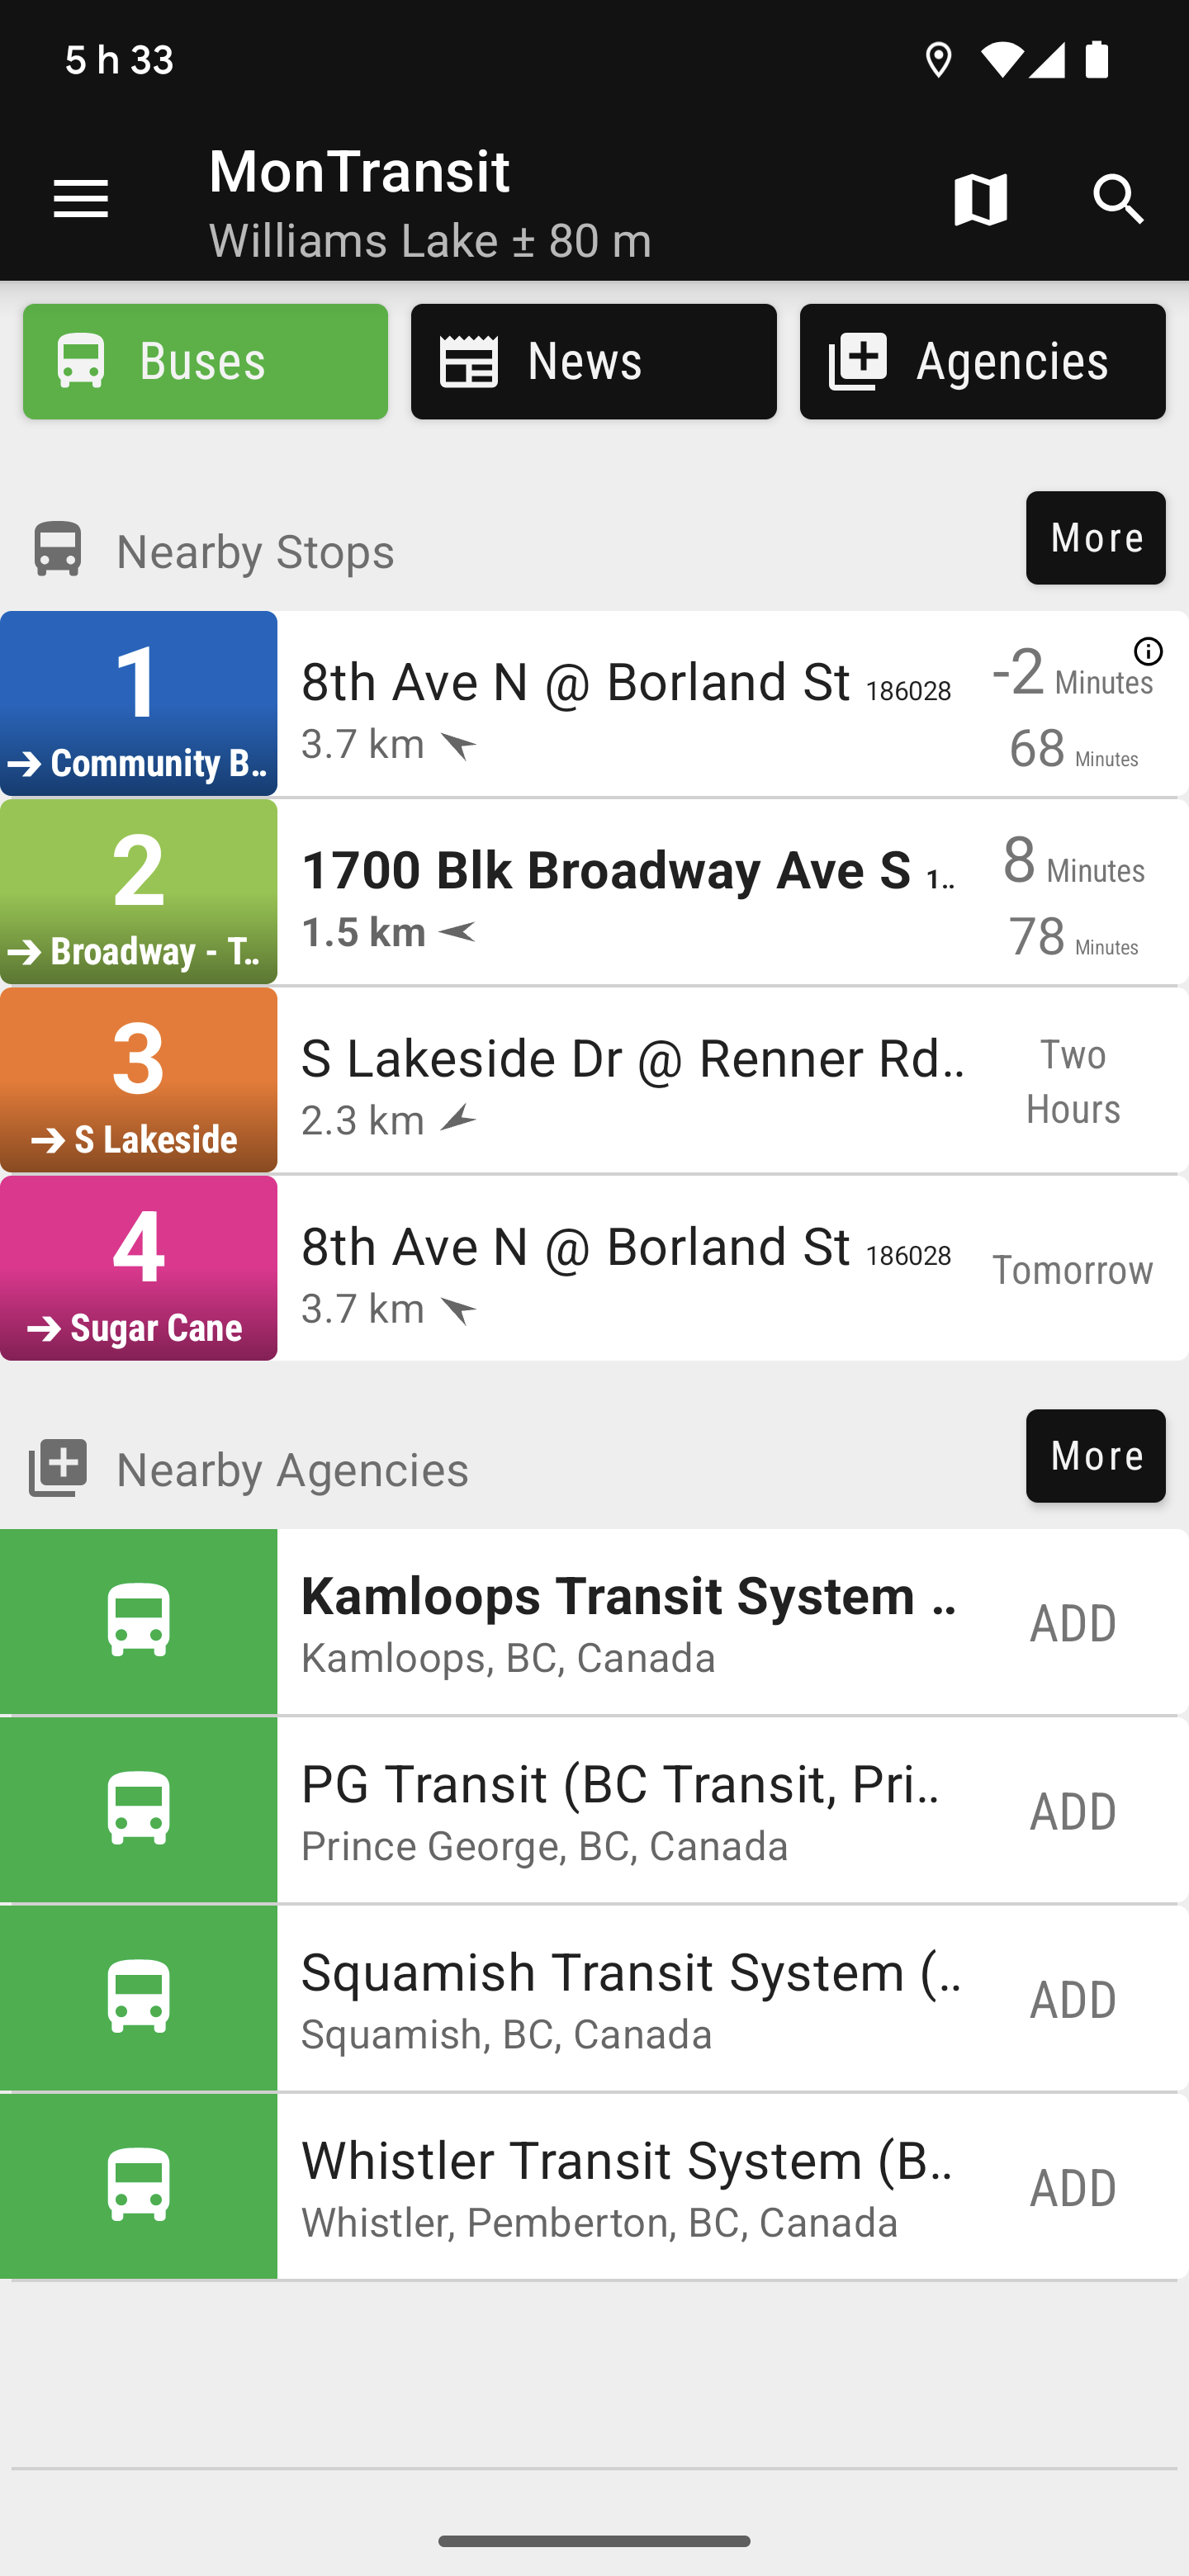 5 h 33
MonTransit
Williams Lake ± 80 m
Buses
News
Agencies
Nearby Stops
More
1
→ Community B..
8th Ave N @ Borland St 186028
3.7 km
-2 Minutes
68 Minutes
2
→ Broadway - T..
1700 Blk Broadway Ave S 1..
1.5 km
8 Minutes
78 Minutes
3
→ S Lakeside
S Lakeside Dr @ Renner Rd..
2.3 km
Two
Hours
4
→ Sugar Cane
8th Ave N @ Borland St 186028
3.7 km
Tomorrow
Nearby Agencies
More
Kamloops Transit System ..
Kamloops, BC, Canada
ADD
PG Transit (BC Transit, Pri..
Prince George, BC, Canada
ADD
Squamish Transit System (..
Squamish, BC, Canada
ADD
Whistler Transit System (B..
Whistler, Pemberton, BC, Canada
ADD